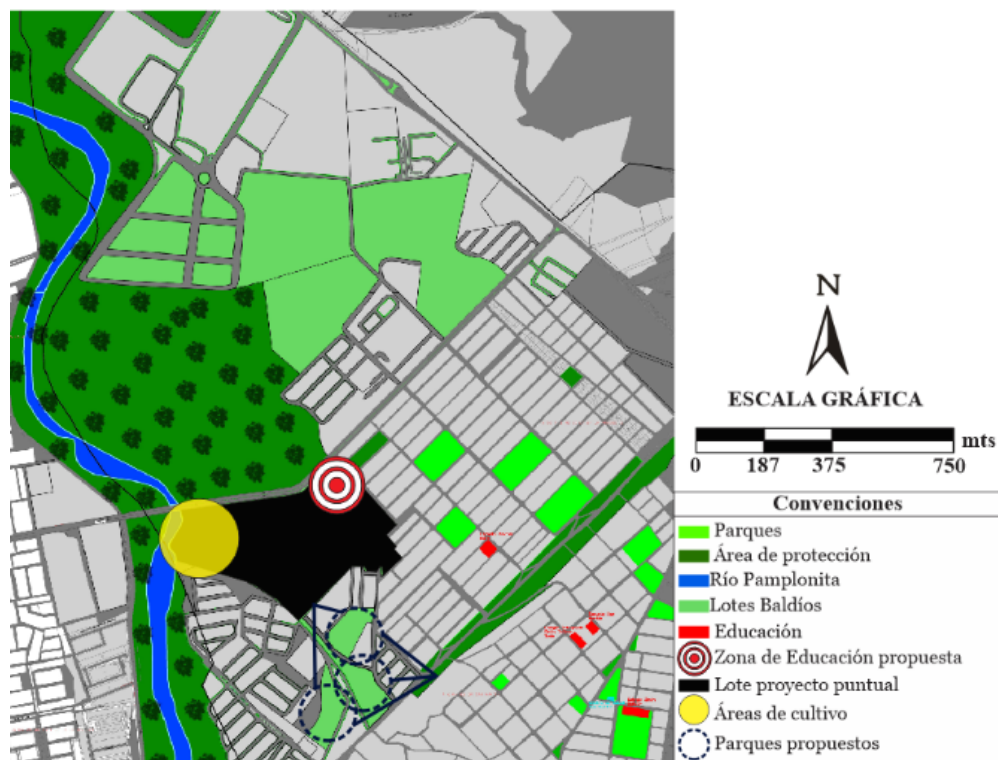 N
ESCALA GRÁFICA
mts
0 187 375 750
Convenciones
Parques
Área de protección
Río Pamplonita
Lotes Baldíos
Educación
Zona de Educación propuesta
Lote proyecto puntual
Áreas de cultivo
Parques propuestos